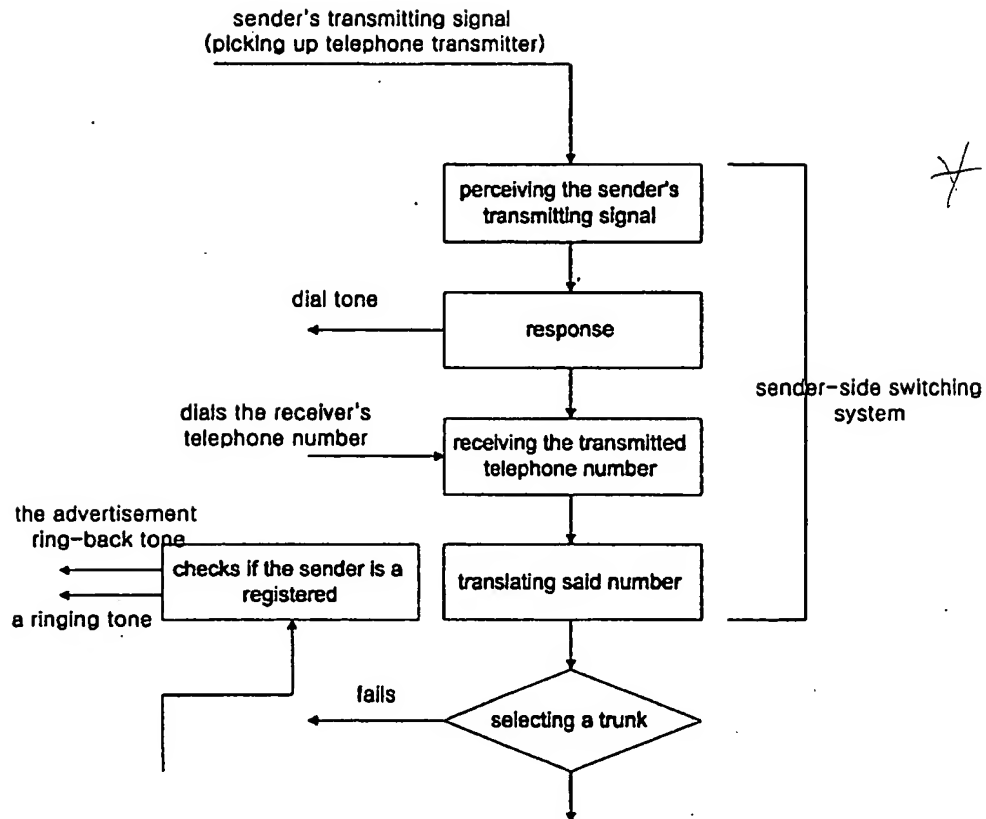 sender's transmitting signal
(picking up telephone transmitter)
perceiving the sender's
transmitting signal
dial tone
response
sender-side switching
system
dials the receiver's
telephone number
receiving the transmitted
telephone number
the advertisement
ring-back tone
checks if the sender is a
registered
translating said number
a ringing tone
fails
selecting a trunk